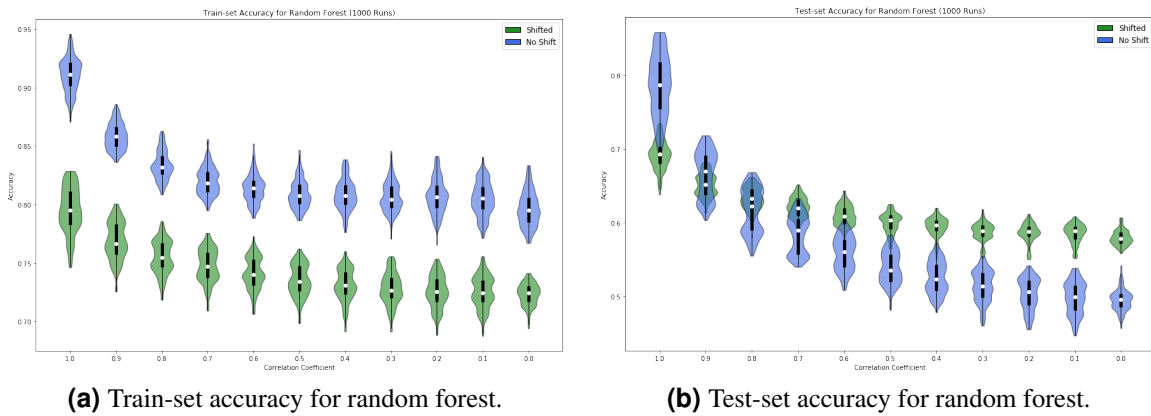 Train-set Accuracy for Random Forest (1000 Runs)
Shifted
No Shift
0.95
0.90
0.85
0.80
0.75
0.70
Accuracy
1.0 0.9 0.8 0.7 0.6 0.5 0.4 0.3 0.2 0.1 0.0
Correlation Coefficient
(a) Train-set accuracy for random forest.
Test-set Accuracy for Random Forest (1000 Runs)
Shifted
No Shift
0.8
0.7
0.6
0.5
Accuracy
1.0 0.9 0.8 0.7 0.6 0.5 0.4 0.3 0.2 0.1 0.0
Correlation Coefficient
(b) Test-set accuracy for random forest.